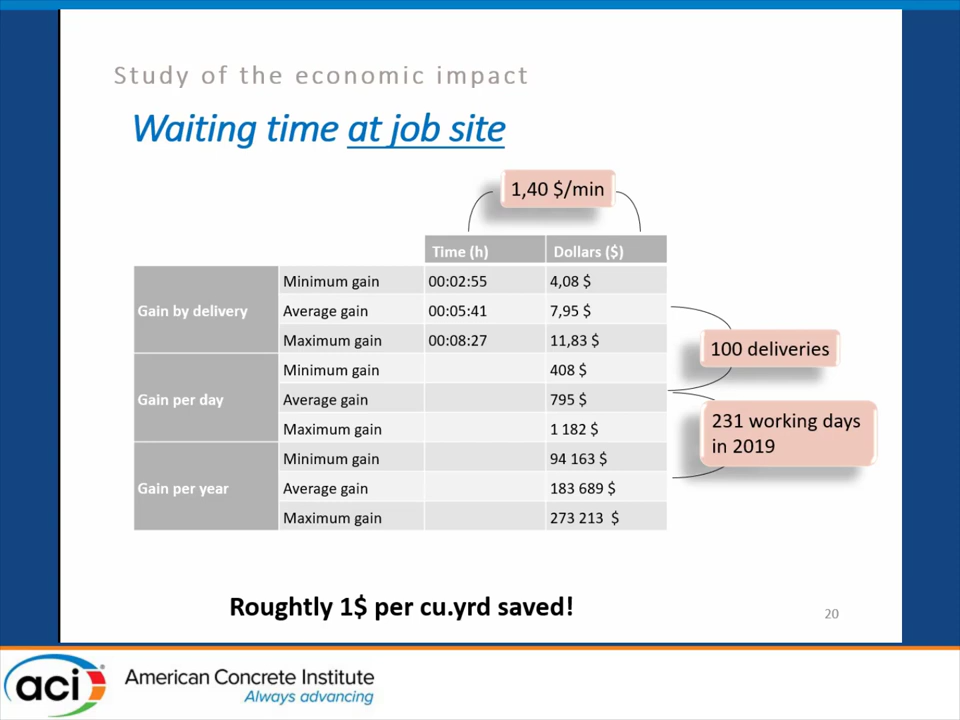 Study of the economic impact
Waiting time at job site
1,40 $/min
Time (h) Dollars ($)
Gain by delivery
Minimum gain 00:02:55 4,08 $
Average gain 00:05:41 7,95 $
Maximum gain 00:08:27 11,83 $
100 deliveries
Gain per day
Minimum gain 408 $
Average gain 795 $
Maximum gain 1 182 $
231 working days
in 2019
Gain per year
Minimum gain 94 163 $
Average gain 183 689 $
Maximum gain 273 213 $
Roughtly 1$ per cu.yrd saved!
20
aci
American Concrete Institute
Always advancing